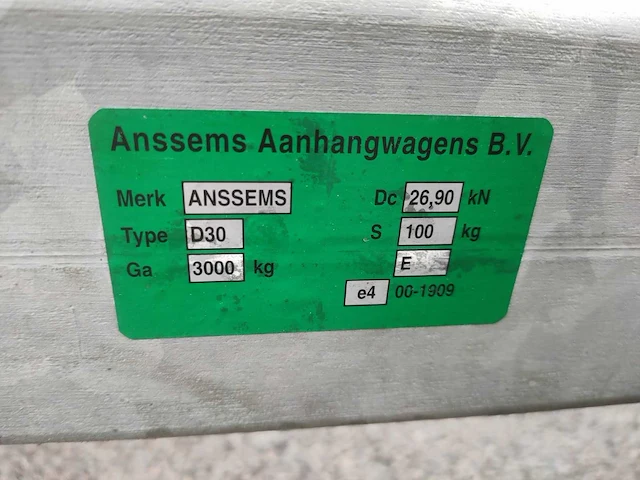 Anssems Aanhangwagens B.V.
Merk ANSSEMS Dc 26,90 kN
Type D30 S 100 kg
Ga 3000 kg E
e4 00-1909